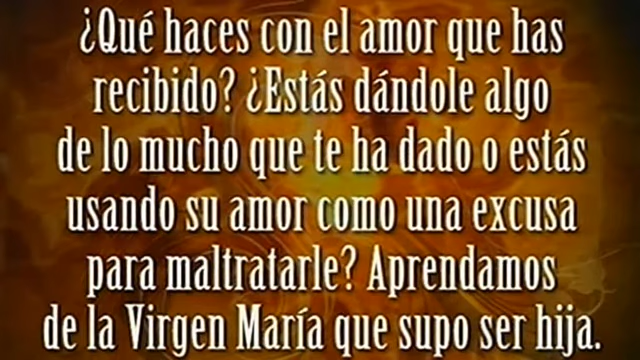 ¿Qué haces con el amor que has
recibido? ¿Estás dándole algo
de lo mucho que te ha dado o estás
usando su amor como una excusa
para maltratarle? Aprendamos
de la Virgen María que supo ser hija.